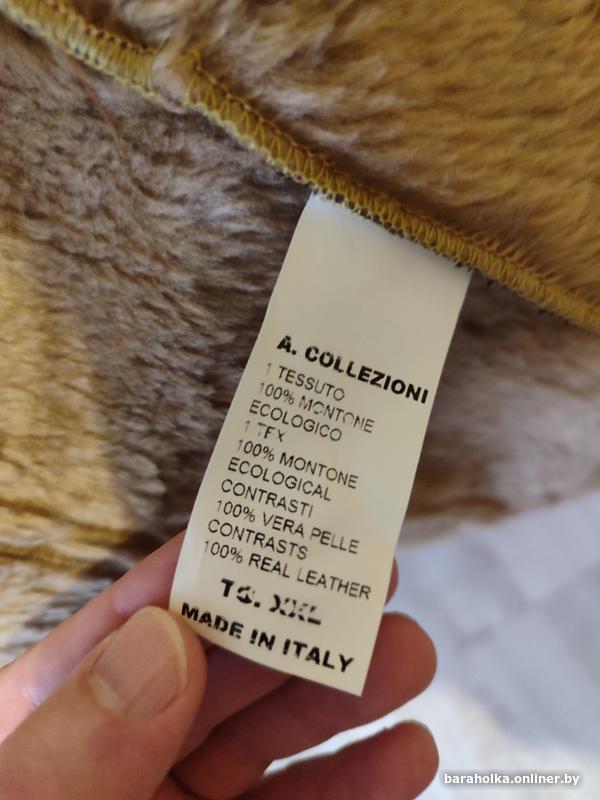 A. COLLEZIONI
1 TESSUTO
100% MONTONE
ECOLOGICO
1 TEX
100% MONTONE
ECOLOGICAL
CONTRASTI
100% VERA PELLE
CONTRASTS
100% REAL LEATHER
TG. XXL
MADE IN ITALY
baraholka.onliner.by